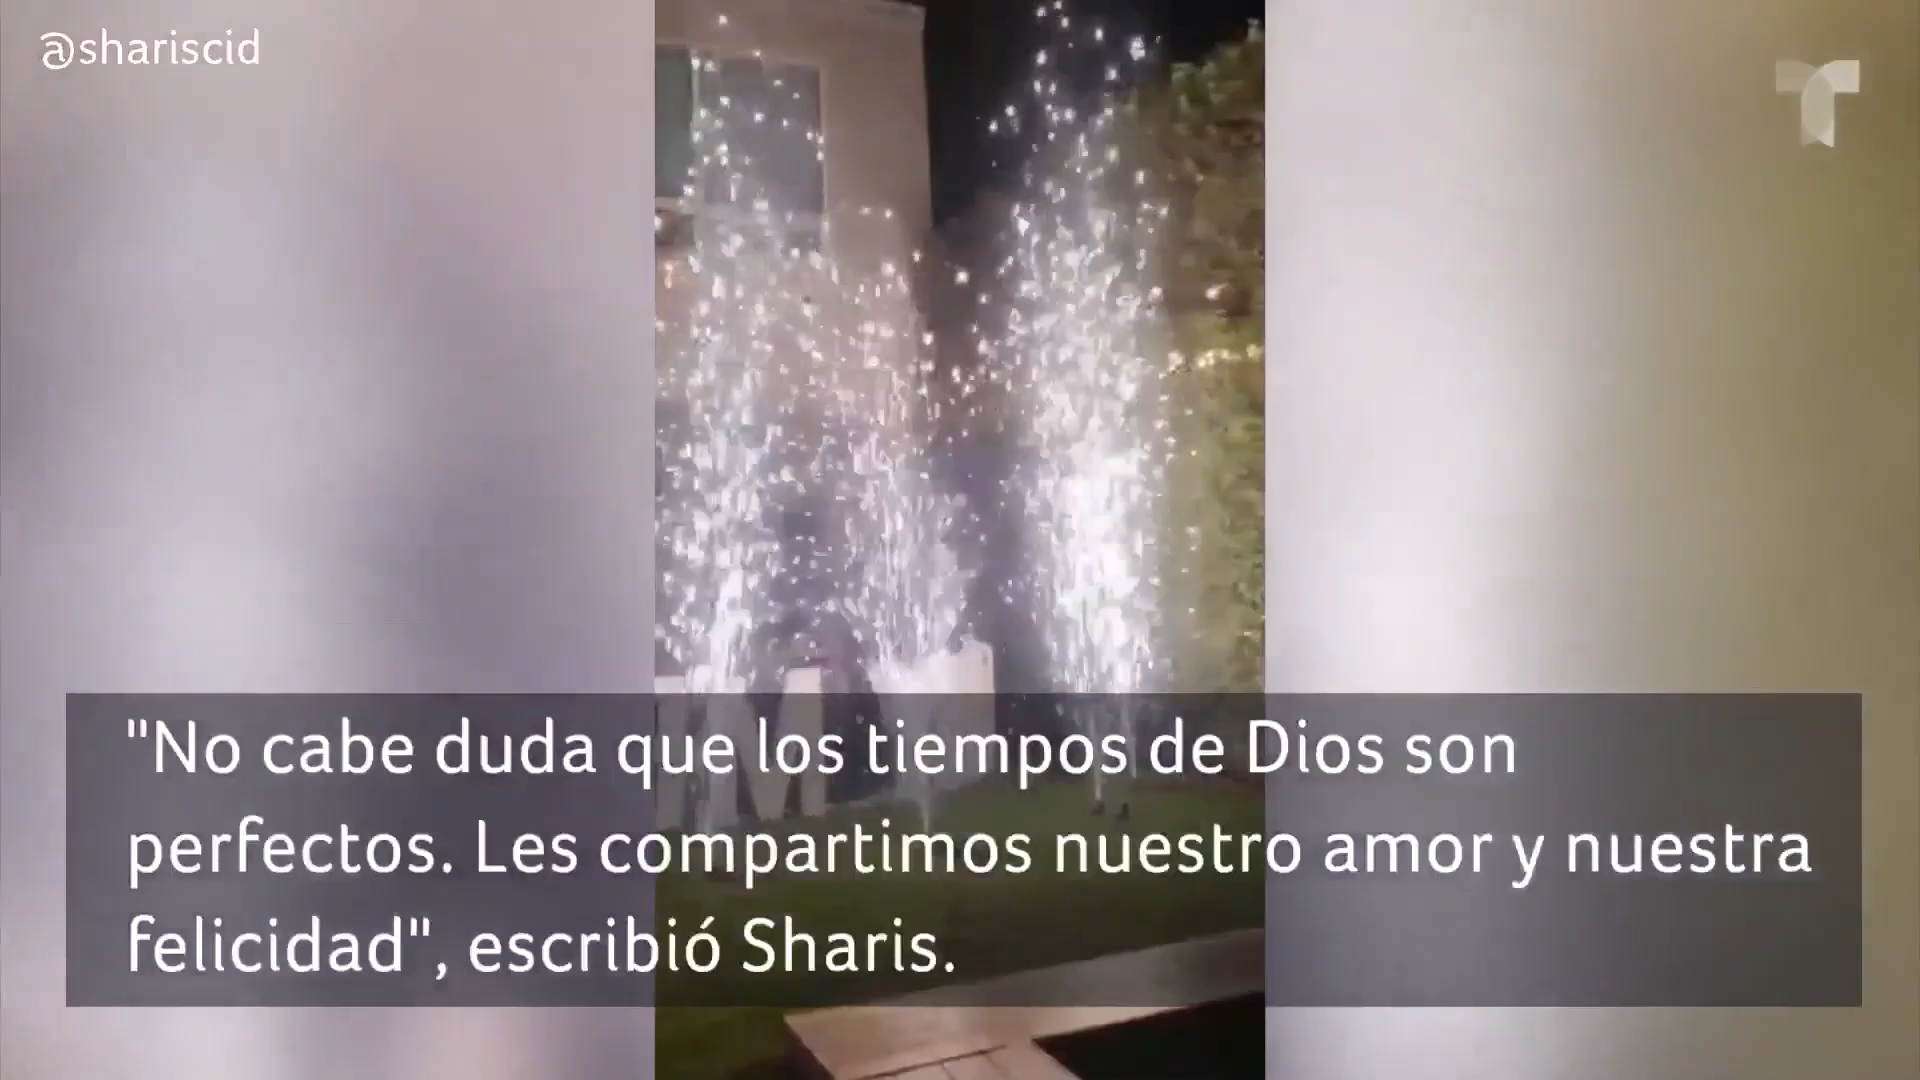 @shariscid
"No cabe duda que los tiempos de Dios son
perfectos. Les compartimos nuestro amor y nuestra
felicidad", escribió Sharis.
M